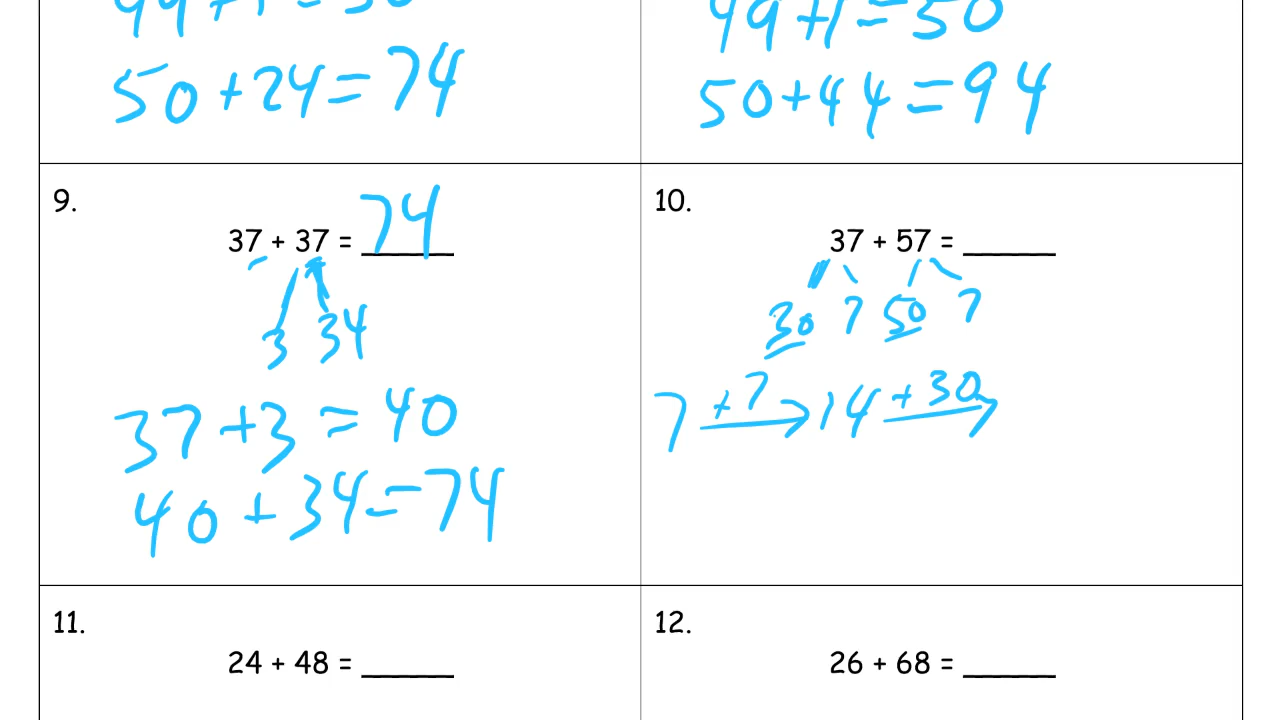 49 + 1 = 50
50 + 24 = 74
49 + 1 = 50
50 + 44 = 94
9.
37 + 37 = 74
3 34
37 + 3 = 40
40 + 34 = 74
10.
37 + 57 = ______
30 7 50 7
7 +7 → 14 +30 →
11.
24 + 48 = ______
12.
26 + 68 = ______